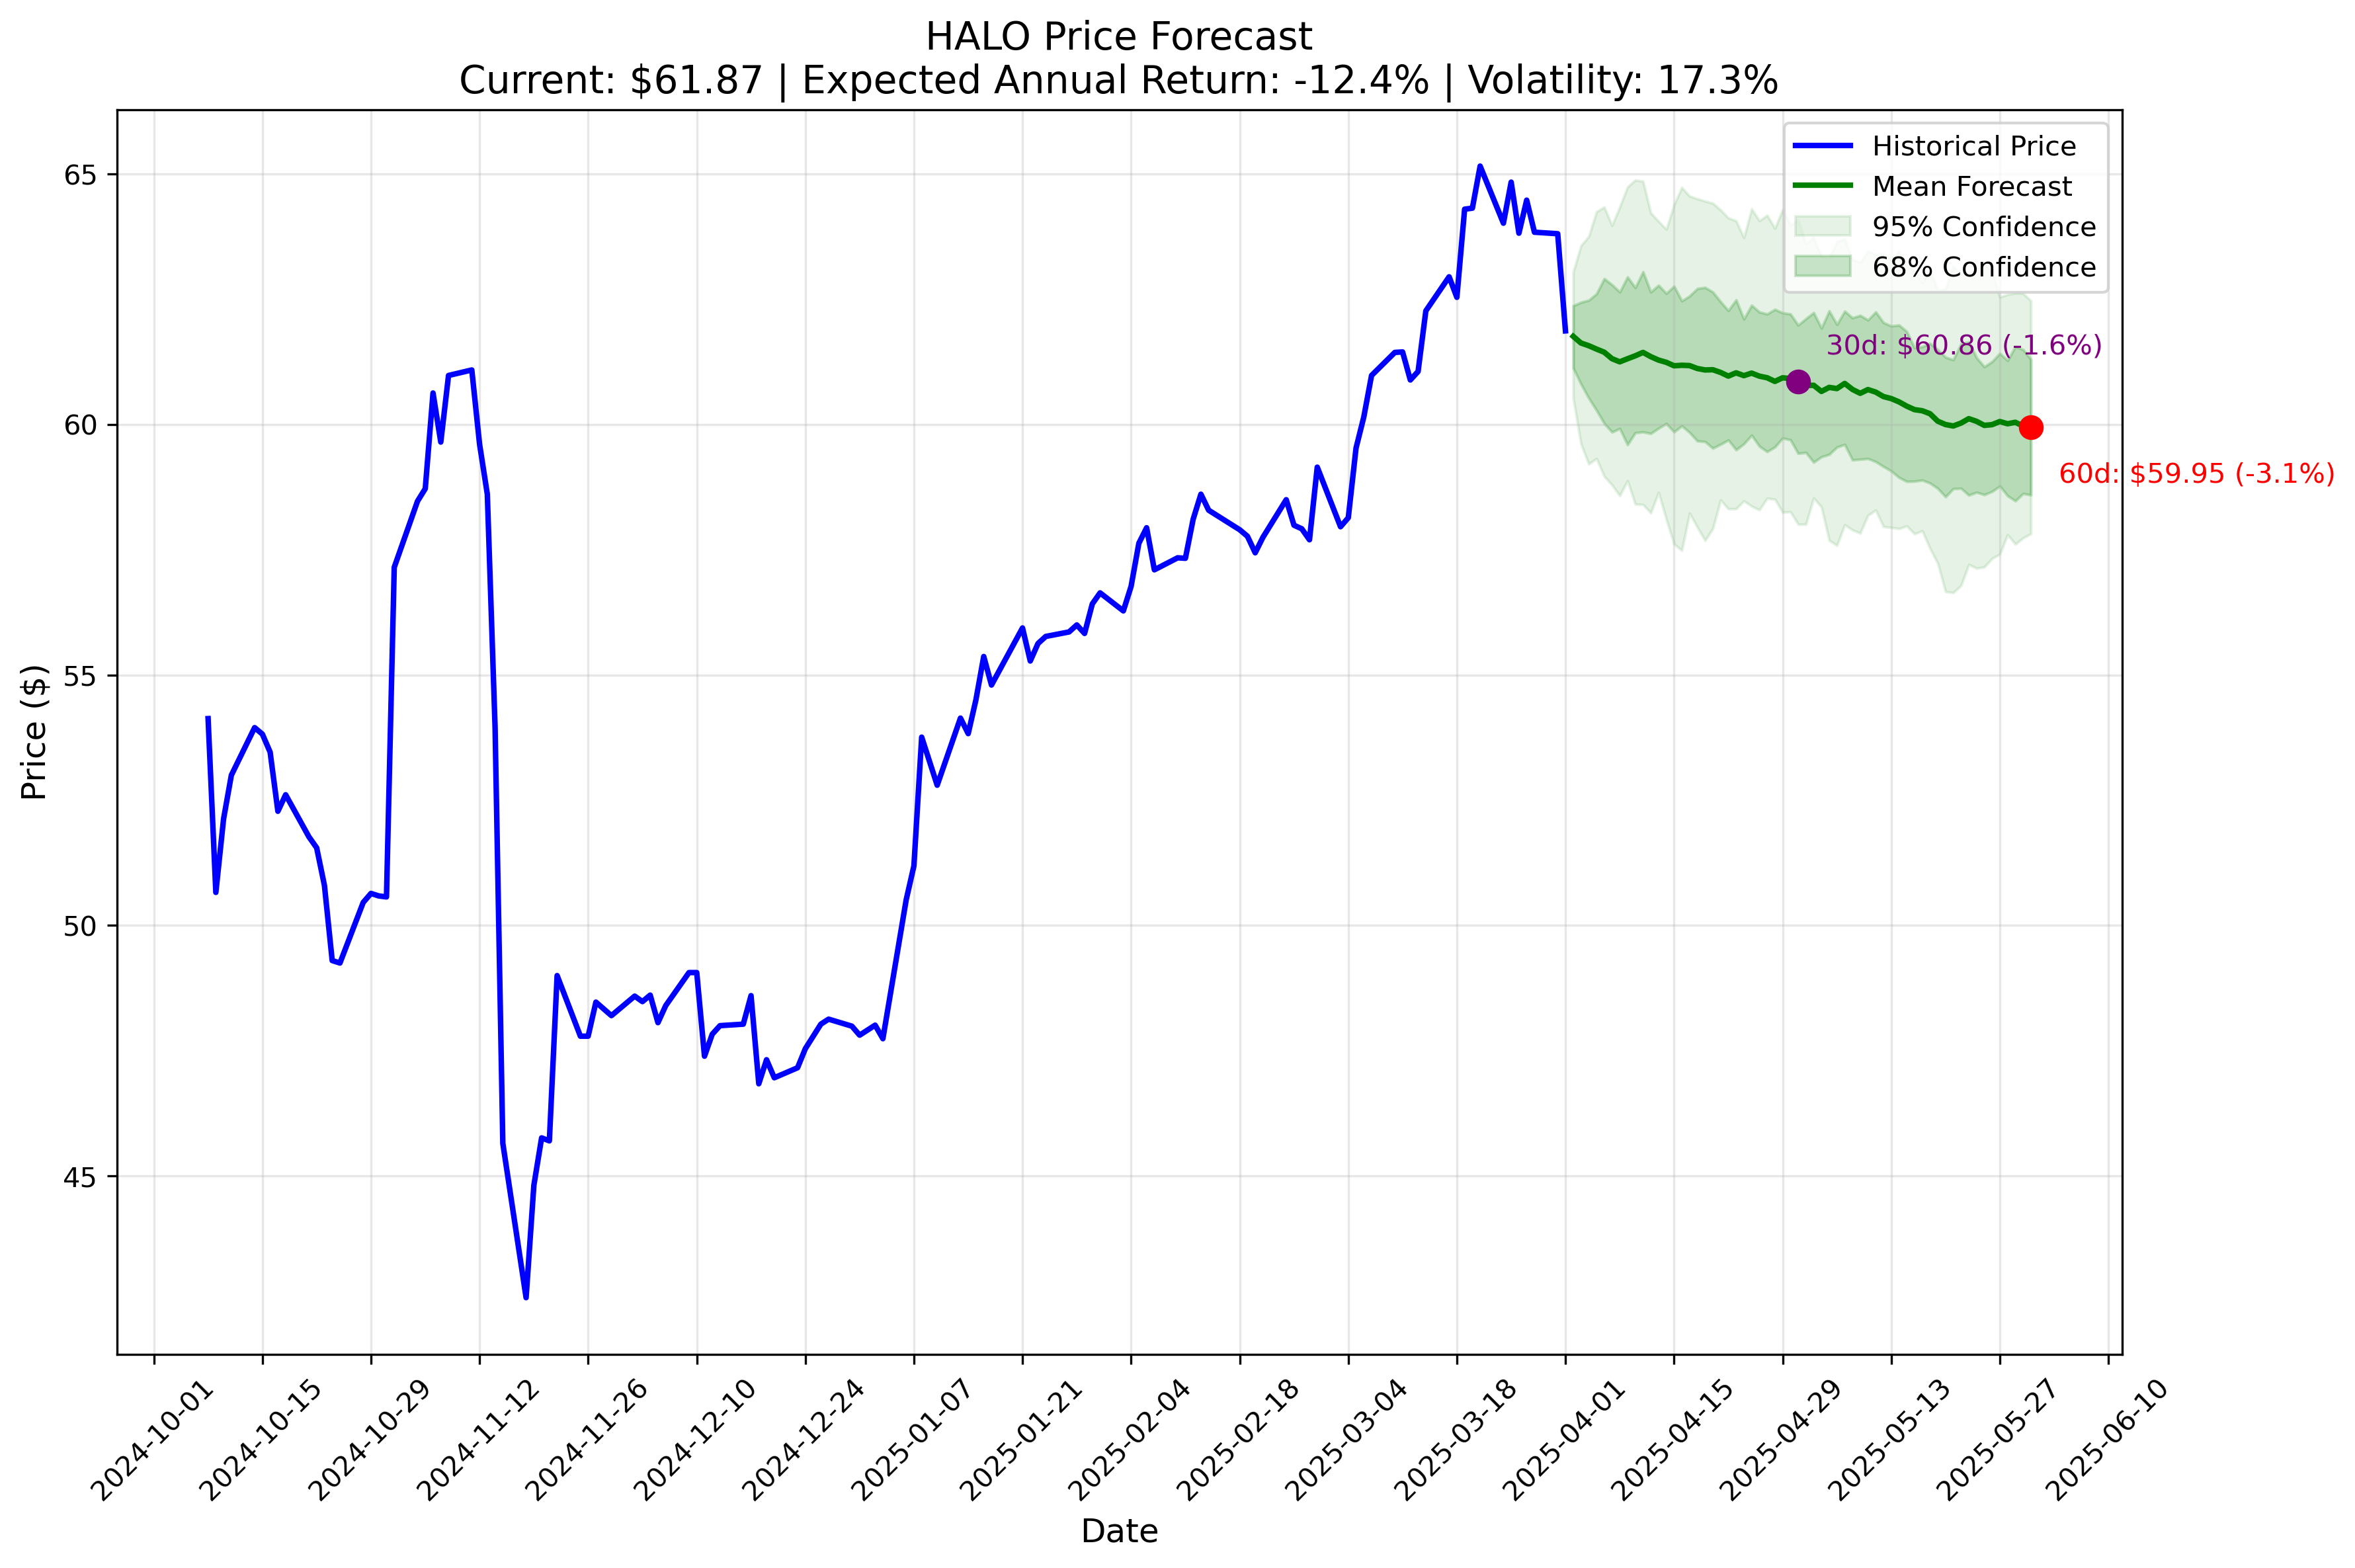 HALO Price Forecast
Current: $61.87 | Expected Annual Return: -12.4% | Volatility: 17.3%
Historical Price
Mean Forecast
95% Confidence
68% Confidence
30d: $60.86 (-1.6%)
60d: $59.95 (-3.1%)
Price ($)
65
60
55
50
45
2024-10-01
2024-10-15
2024-10-29
2024-11-12
2024-11-26
2024-12-10
2024-12-24
2025-01-07
2025-01-21
2025-02-04
2025-02-18
2025-03-04
2025-03-18
2025-04-01
2025-04-15
2025-04-29
2025-05-13
2025-05-27
2025-06-10
Date